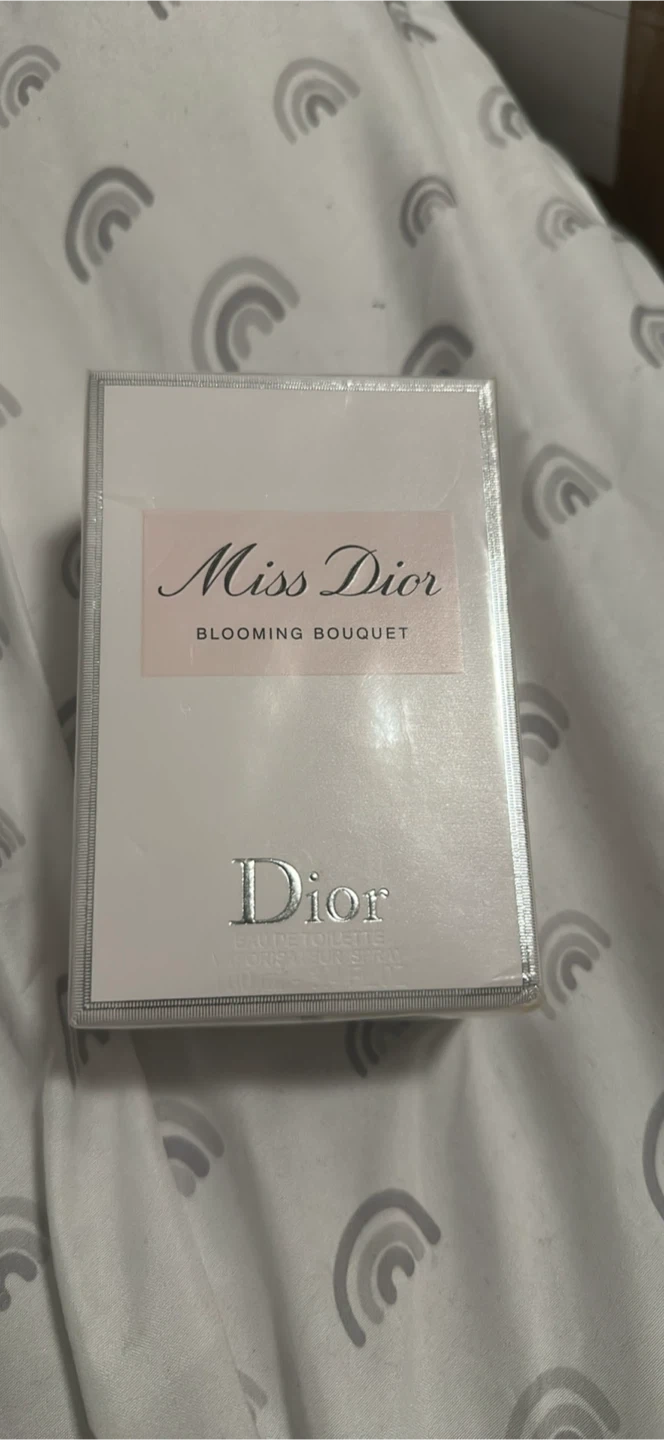 Miss Dior
BLOOMING BOUQUET
Dior
EAU DE TOILETTE